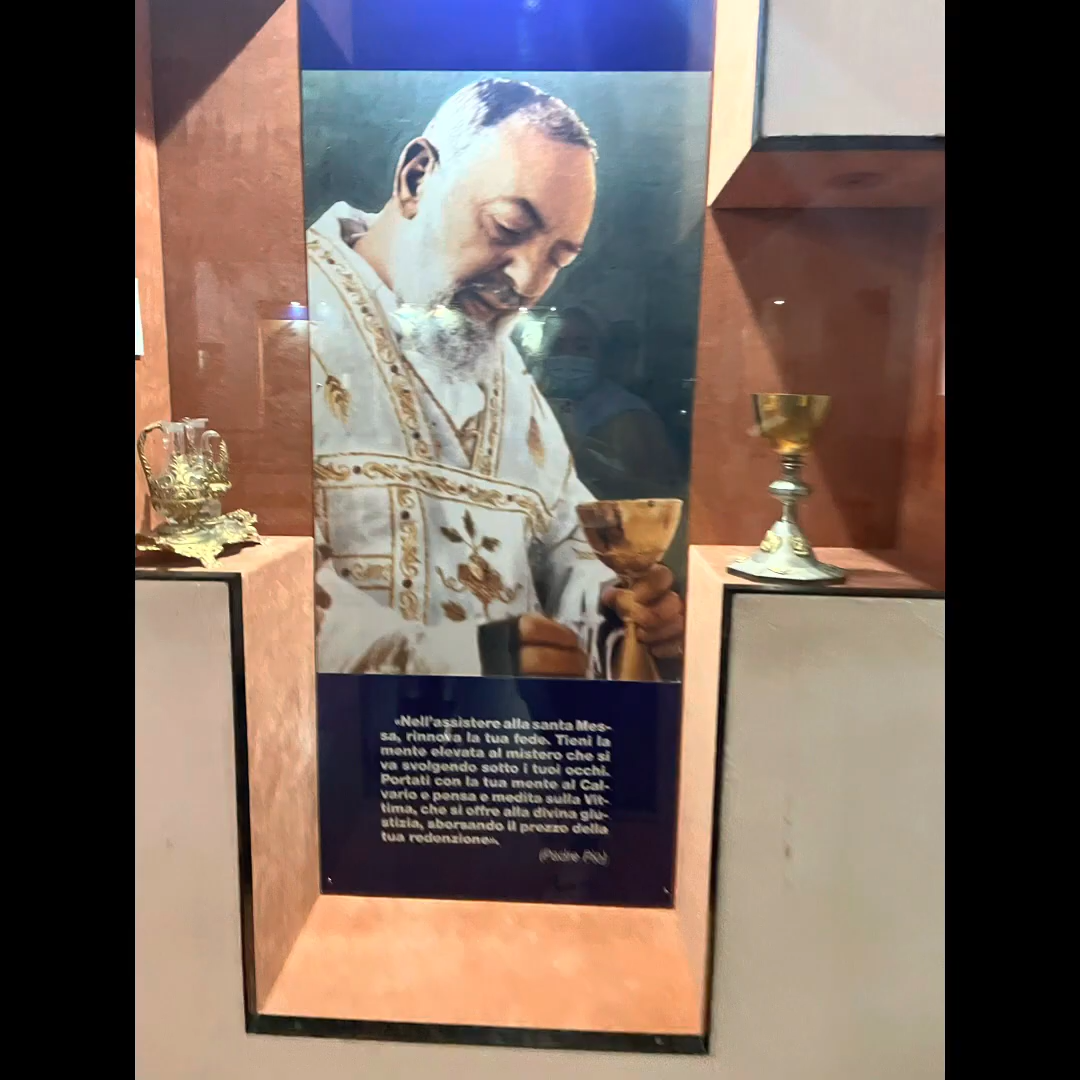 «Nell'assistere alla santa Mes-
sa, rinnova la tua fede. Tieni la
mente elevata al mistero che si
va svolgendo sotto i tuoi occhi.
Portati con la tua mente al Cal-
vario e pensa e medita sulla Vit-
tima, che si offre alla divina giu-
stizia, sborsando il prezzo della
tua redenzione».
(Padre Pio)